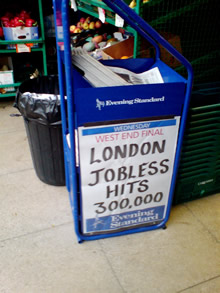 Evening Standard
WEDNESDAY
WEST END FINAL
LONDON
JOBLESS
HITS
300,000
Evening
Standard